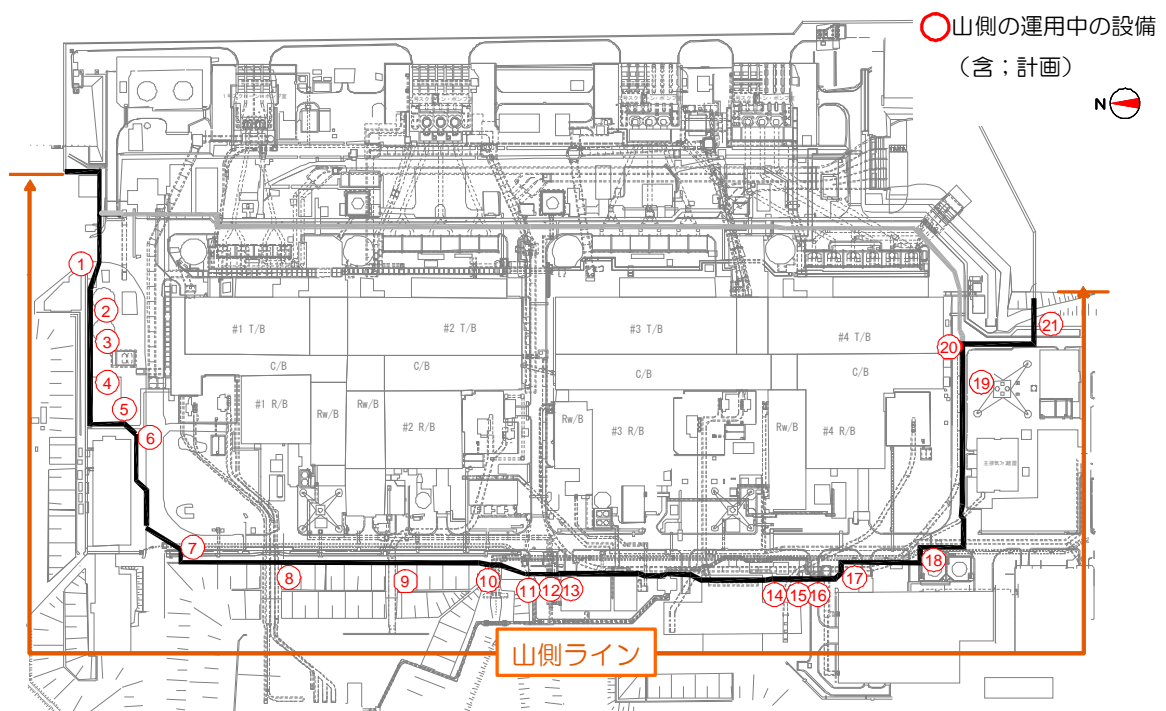 ○山側の運用中の設備
（含；計画）
N
①
②
③
④
⑤
⑥
#1 T/B
#2 T/B
#3 T/B
#4 T/B
C/B
C/B
C/B
#1 R/B
Rw/B
Rw/B
#2 R/B
Rw/B
#3 R/B
Rw/B
#4 R/B
⑳
㉑
⑲
⑦
⑧
⑨
⑩
⑪
⑫
⑬
⑭
⑮
⑯
⑰
⑱
山側ライン